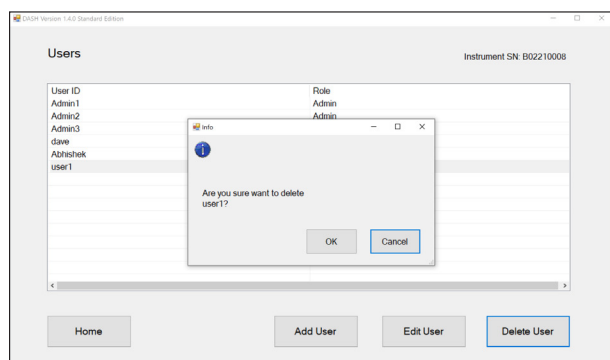 DASH Version 1.4.0 Standard Edition
Users
Instrument SN: B02210008
User ID Role
Admin1 Admin
Admin2 Admin
Admin3
dave
Abhishek
user1
Info
Are you sure want to delete
user1?
OK Cancel
Home Add User Edit User Delete User